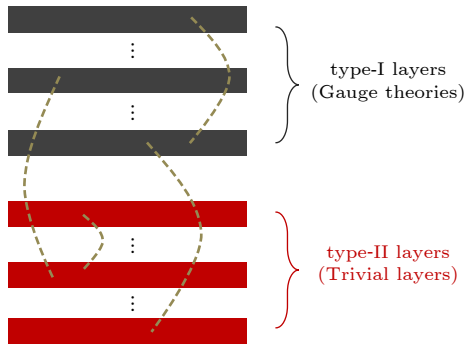 type-I layers
(Gauge theories)
type-II layers
(Trivial layers)